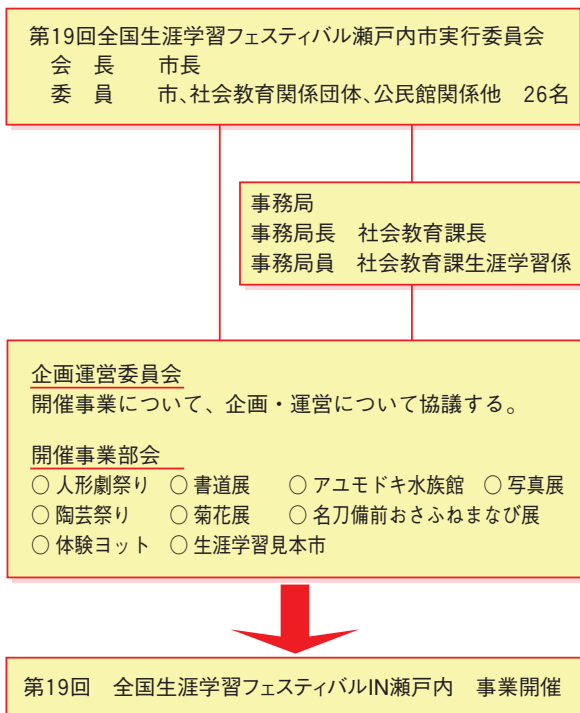 第19回全国生涯学習フェスティバル瀬戸内市実行委員会
会　長　　市長
委　員　　市、社会教育関係団体、公民館関係他　26名
事務局
事務局長　社会教育課長
事務局員　社会教育課生涯学習係
企画運営委員会
開催事業について、企画・運営について協議する。
開催事業部会
○ 人形劇祭り　○ 書道展　○ アユモドキ水族館　○ 写真展
○ 陶芸祭り　○ 菊花展　○ 名刀備前おさふねまなび展
○ 体験ヨット　○ 生涯学習見本市
第19回　全国生涯学習フェスティバルIN瀬戸内　事業開催